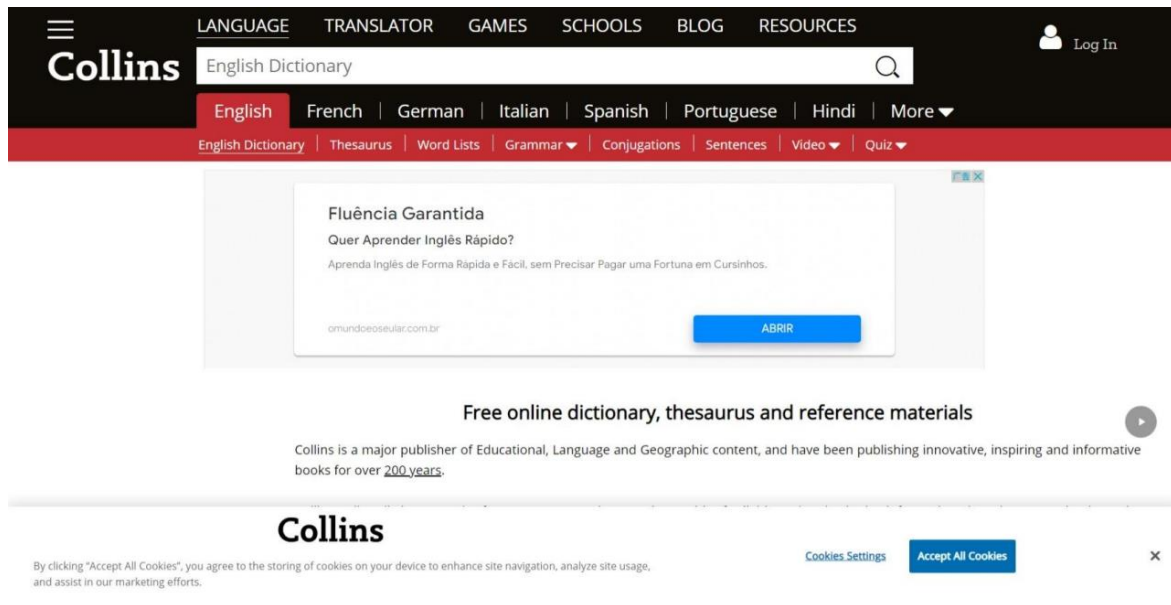 LANGUAGE TRANSLATOR GAMES SCHOOLS BLOG RESOURCES
Log In
Collins
English Dictionary
English French German Italian Spanish Portuguese Hindi More
English Dictionary Thesaurus Word Lists Grammar Conjugations Sentences Video Quiz
广告
Fluência Garantida
Quer Aprender Inglês Rápido?
Aprenda Inglês de Forma Rápida e Fácil, sem Precisar Pagar uma Fortuna em Cursinhos.
omundoeoseular.com.br
ABRIR
Free online dictionary, thesaurus and reference materials
Collins is a major publisher of Educational, Language and Geographic content, and have been publishing innovative, inspiring and informative
books for over 200 years.
Collins
By clicking “Accept All Cookies”, you agree to the storing of cookies on your device to enhance site navigation, analyze site usage,
and assist in our marketing efforts.
Cookies Settings
Accept All Cookies